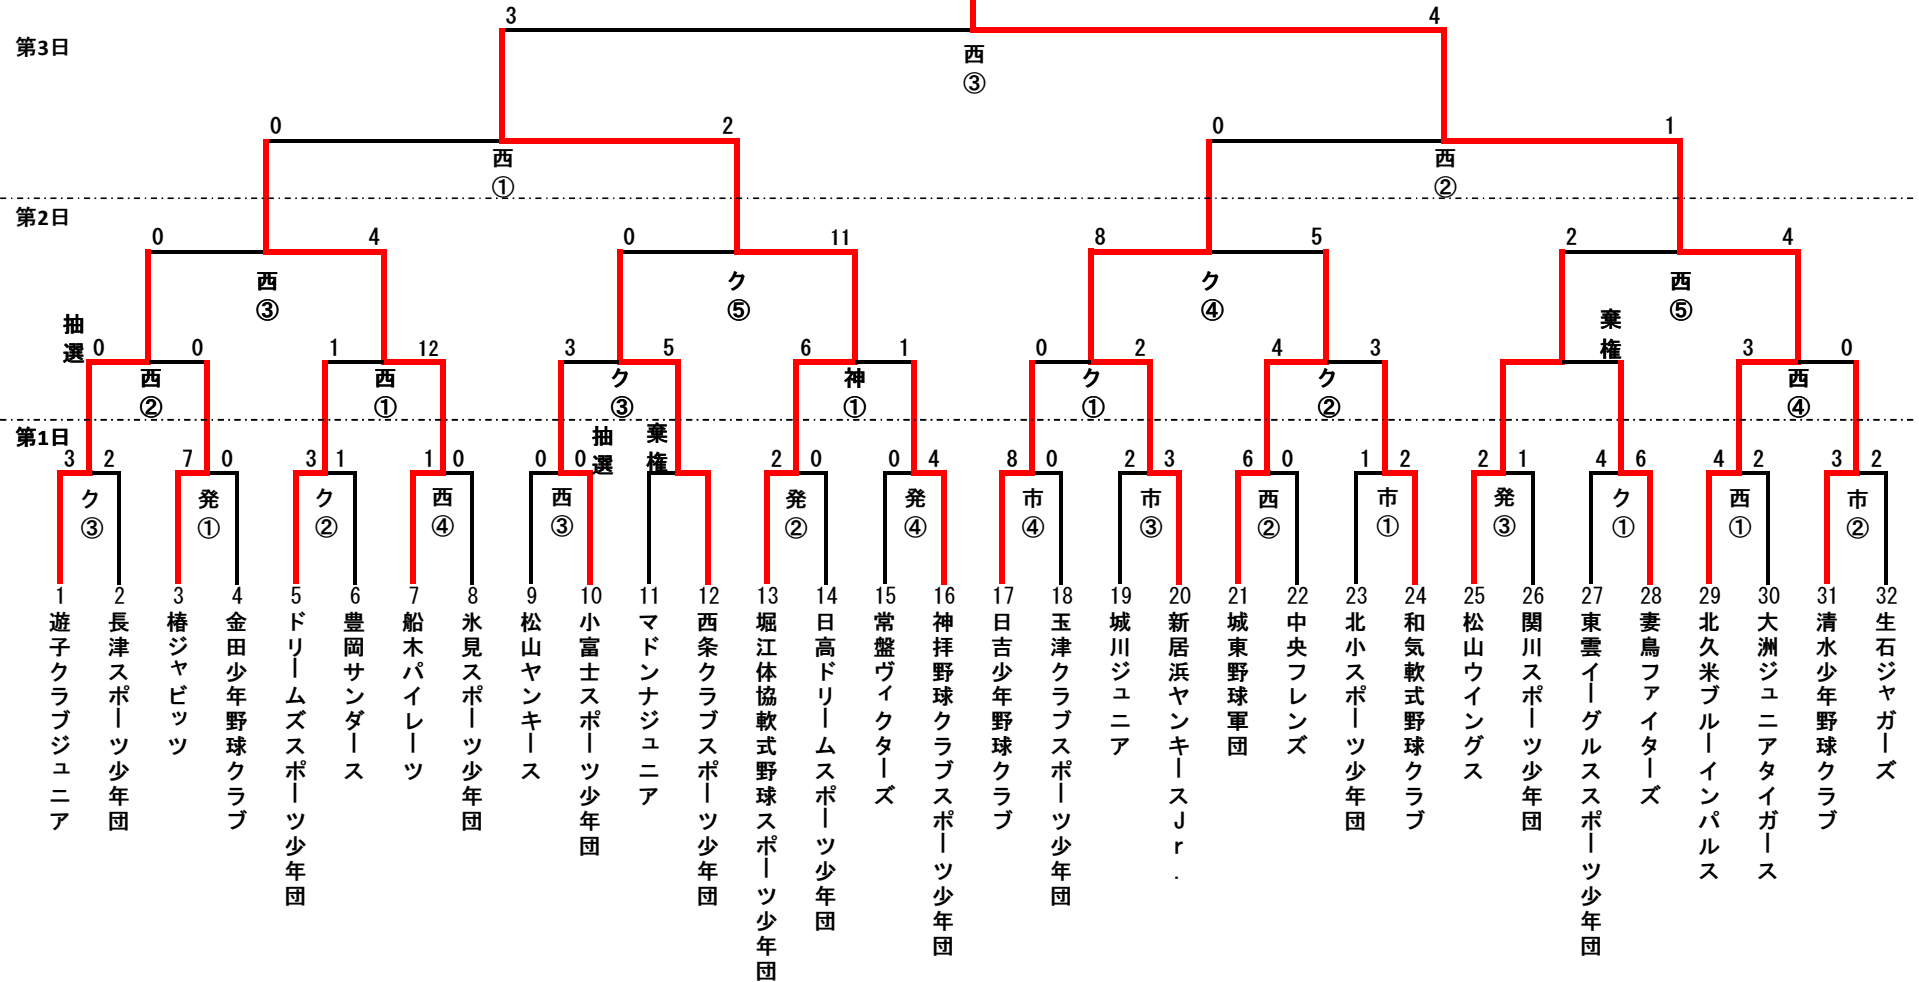 3 4
第3日
西
③
0 2 0 1
西 西
① ②
第2日
0 4 0 11 8 5 2 4
西 ク ク 西
③ ⑤ ④ ⑤
抽選 棄権
0 0 1 12 3 5 6 1 0 2 4 3 3 0
西 西 ク 神 ク ク 西
② ① ③ ① ① ② ④
第1日
抽選 棄権
3 2 7 0 3 1 1 0 0 0 2 0 0 4 8 0 2 3 6 0 1 2 2 1 4 6 4 2 3 2
ク 発 ク 西 西 発 発 市 市 西 市 発 ク 西 市
③ ① ② ④ ③ ② ④ ④ ③ ② ① ③ ① ① ②
1 遊子クラブジュニア
2 長津スポーツ少年団
3 椿ジャビッツ
4 金田少年野球クラブ
5 ドリームズスポーツ少年団
6 豊岡サンダース
7 船木パイレーツ
8 氷見スポーツ少年団
9 松山ヤンキース
10 小富士スポーツ少年団
11 マドンナジュニア
12 西条クラブスポーツ少年団
13 堀江体協軟式野球スポーツ少年団
14 日高ドリームスポーツ少年団
15 常盤ヴィクターズ
16 神拝野球クラブスポーツ少年団
17 日吉少年野球クラブ
18 玉津クラブスポーツ少年団
19 城川ジュニア
20 新居浜ヤンキースJr.
21 城東野球軍団
22 中央フレンズ
23 北小スポーツ少年団
24 和気軟式野球クラブ
25 松山ウイングス
26 関川スポーツ少年団
27 東雲イーグルススポーツ少年団
28 妻鳥ファイターズ
29 北久米ブルーインパルス
30 大洲ジュニアタイガース
31 清水少年野球クラブ
32 生石ジャガーズ